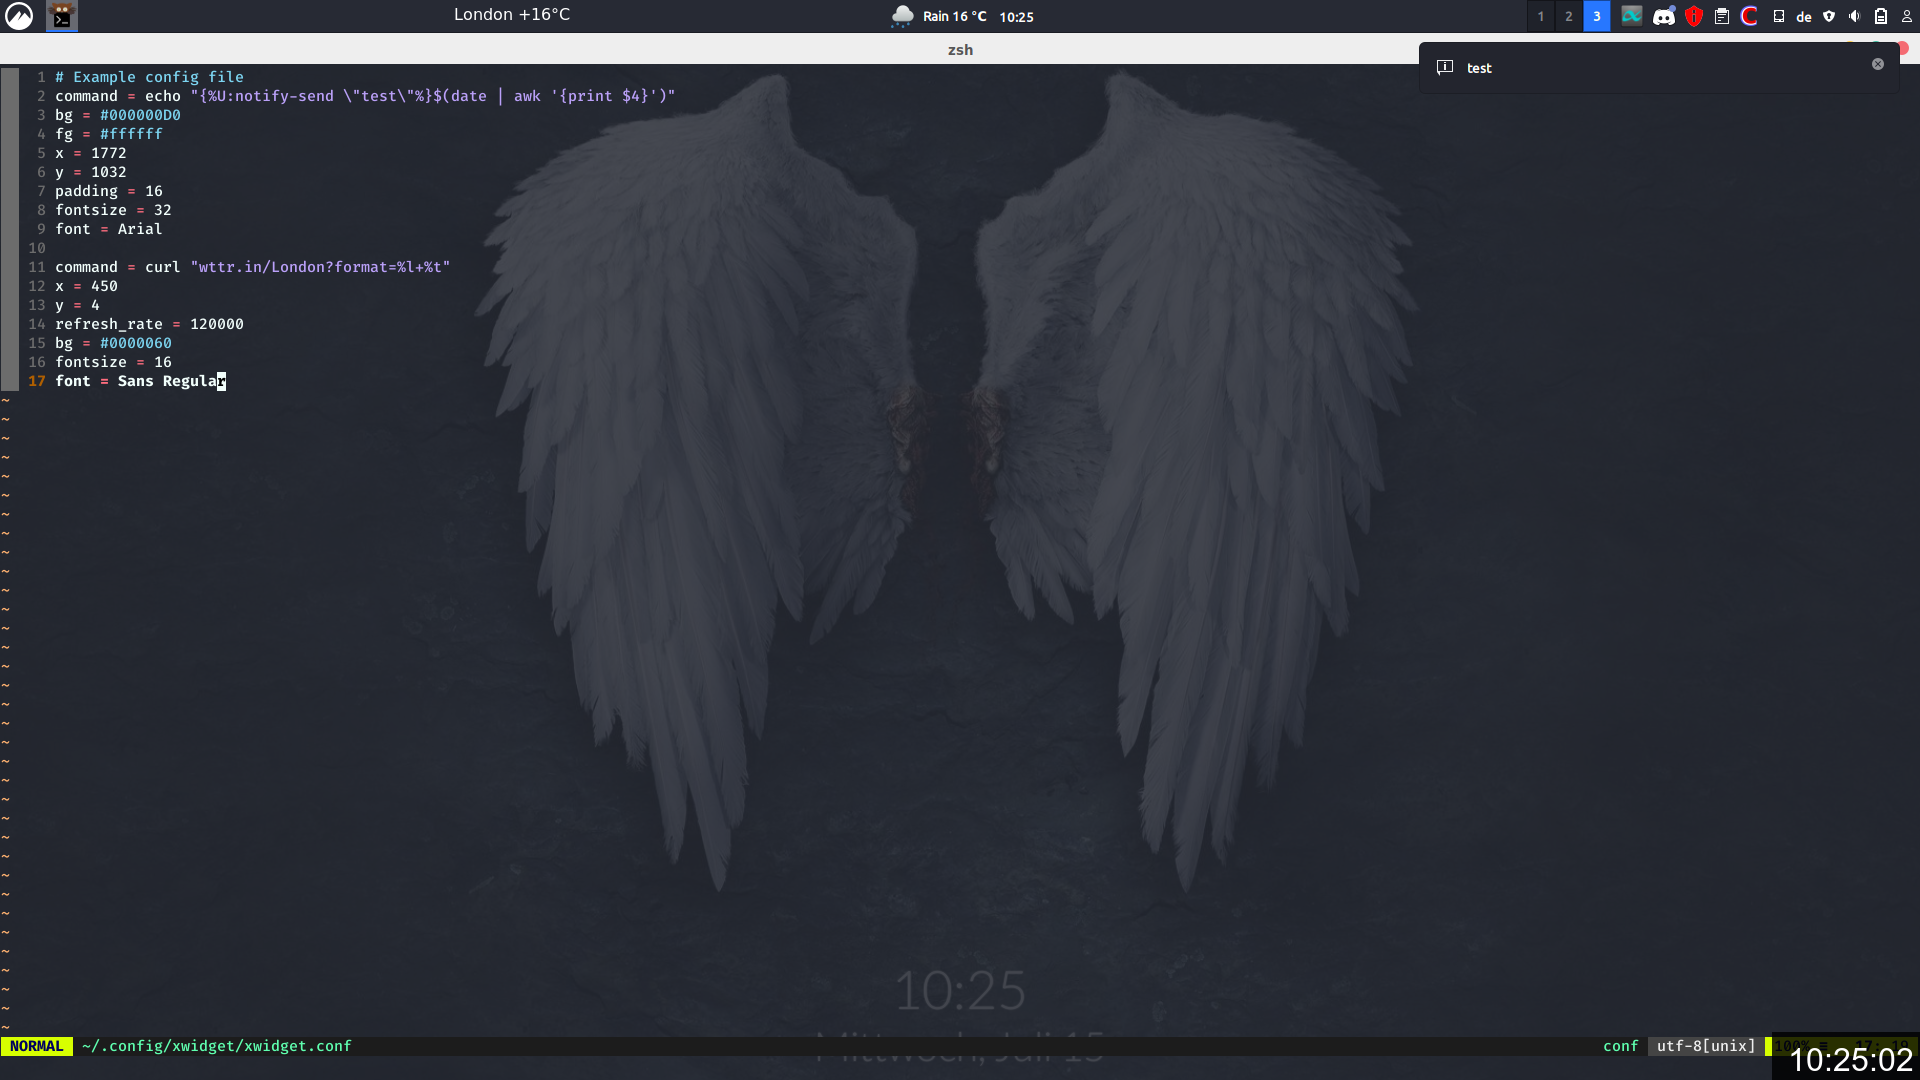 London +16°C
Rain 16 °C 10:25
1 2 3
de
zsh
test
1 # Example config file
2 command = echo "{%U:notify-send \"test\"%}$(date | awk '{print $4}')"
3 bg = #000000D0
4 fg = #ffffff
5 x = 1772
6 y = 1032
7 padding = 16
8 fontsize = 32
9 font = Arial
10
11 command = curl "wttr.in/London?format=%l+%t"
12 x = 450
13 y = 4
14 refresh_rate = 120000
15 bg = #0000060
16 fontsize = 16
17 font = Sans Regular
10:25
Mittwoch, Juli 15
NORMAL ~/.config/xwidget/xwidget.conf
conf utf-8[unix] 100%
10:25:02